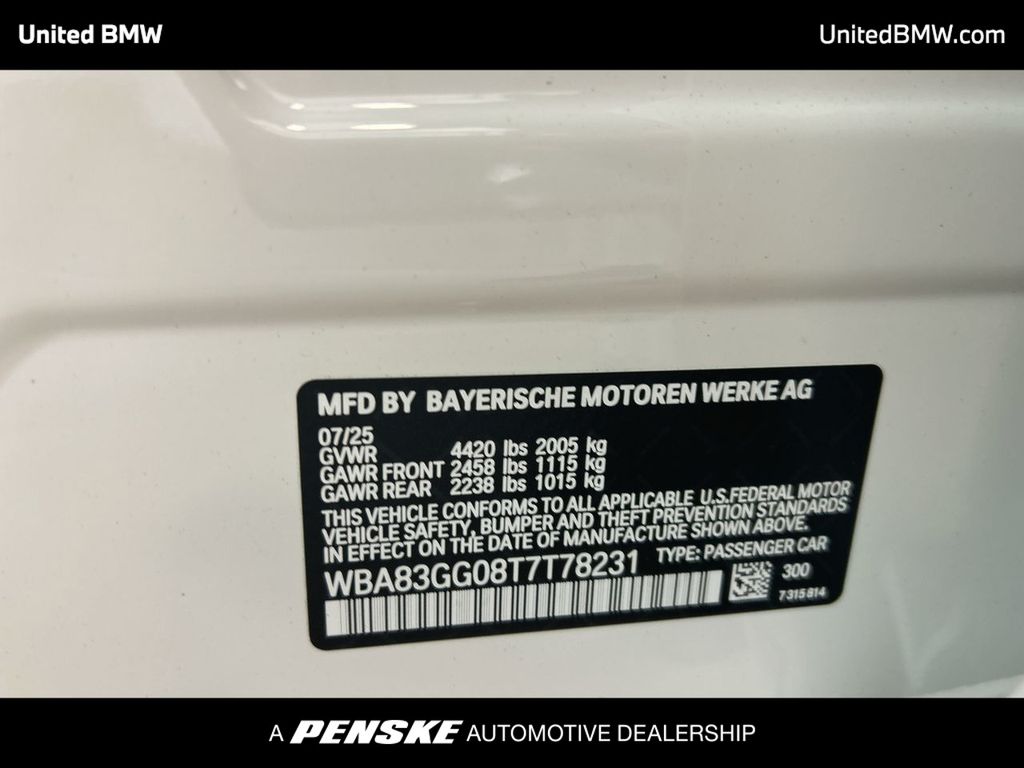 United BMW
UnitedBMW.com
MFD BY BAYERISCHE MOTOREN WERKE AG
07/25
GVWR 4420 lbs 2005 kg
GAWR FRONT 2458 lbs 1115 kg
GAWR REAR 2238 lbs 1015 kg
THIS VEHICLE CONFORMS TO ALL APPLICABLE U.S.FEDERAL MOTOR
VEHICLE SAFETY, BUMPER AND THEFT PREVENTION STANDARDS
IN EFFECT ON THE DATE OF MANUFACTURE SHOWN ABOVE.
WBA83GG08T7T78231 TYPE: PASSENGER CAR
300
7315814
A PENSKE AUTOMOTIVE DEALERSHIP